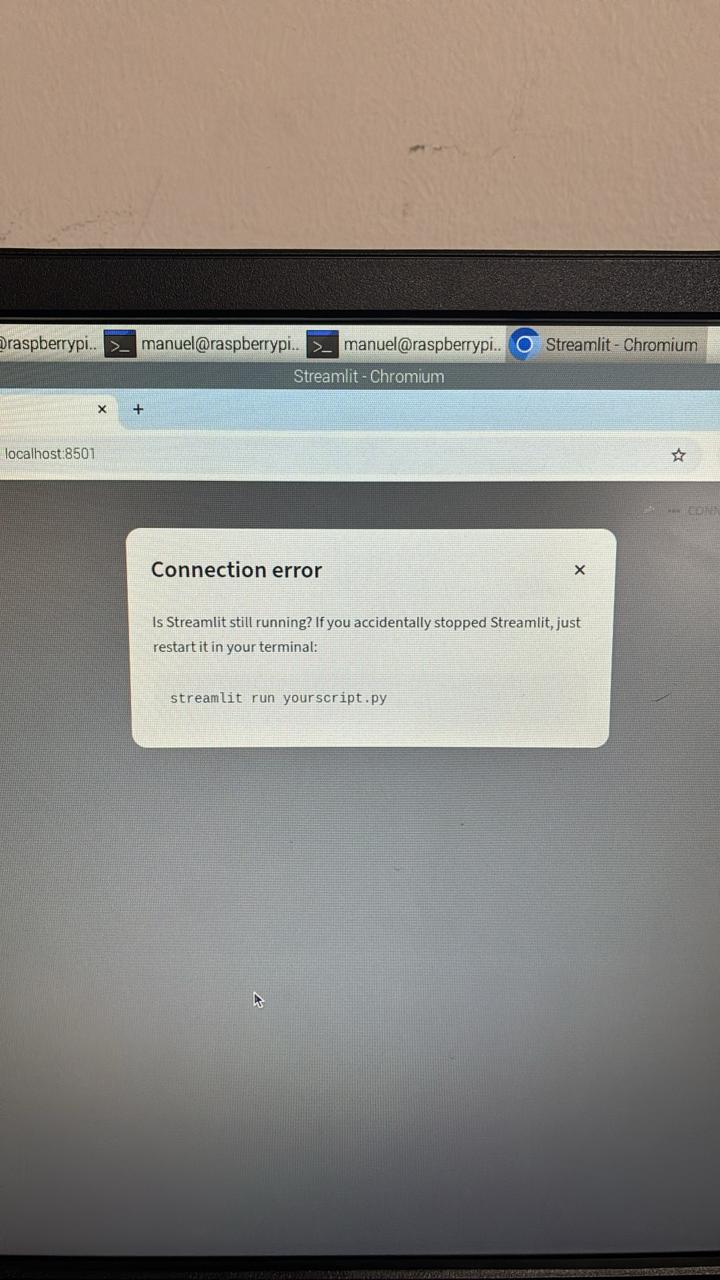 @raspberrypi.. manuel@raspberrypi.. manuel@raspberrypi.. Streamlit - Chromium
Streamlit - Chromium
localhost:8501
Connection error
Is Streamlit still running? If you accidentally stopped Streamlit, just
restart it in your terminal:
streamlit run yourscript.py